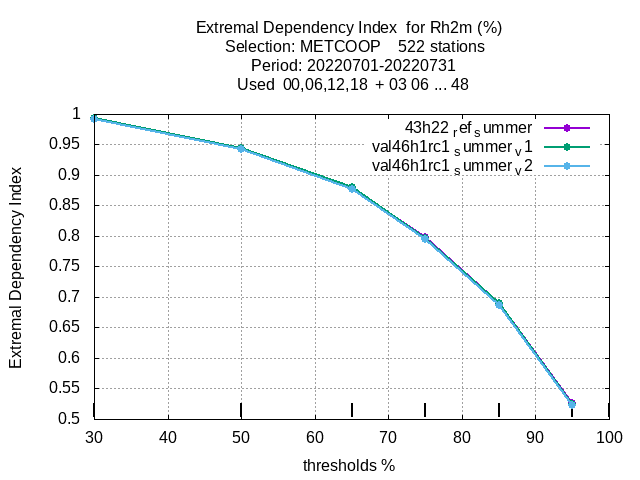 Extremal Dependency Index  for Rh2m (%)
Selection: METCOOP    522 stations
Period: 20220701-20220731
Used  00,06,12,18  + 03 06 ... 48
43h22 ref summer
val46h1rc1 summer v1
val46h1rc1 summer v2
Extremal Dependency Index
1
0.95
0.9
0.85
0.8
0.75
0.7
0.65
0.6
0.55
0.5
30 40 50 60 70 80 90 100
thresholds %